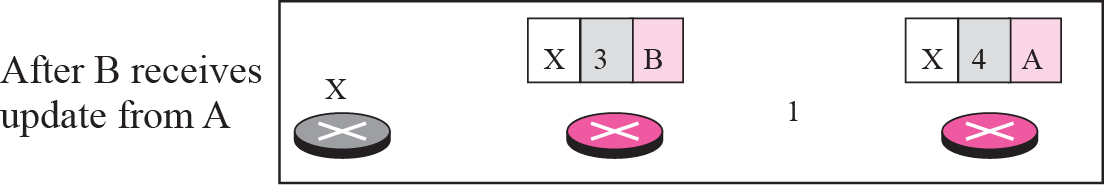 After B receives
update from A
X 3 B
X 4 A
X
1